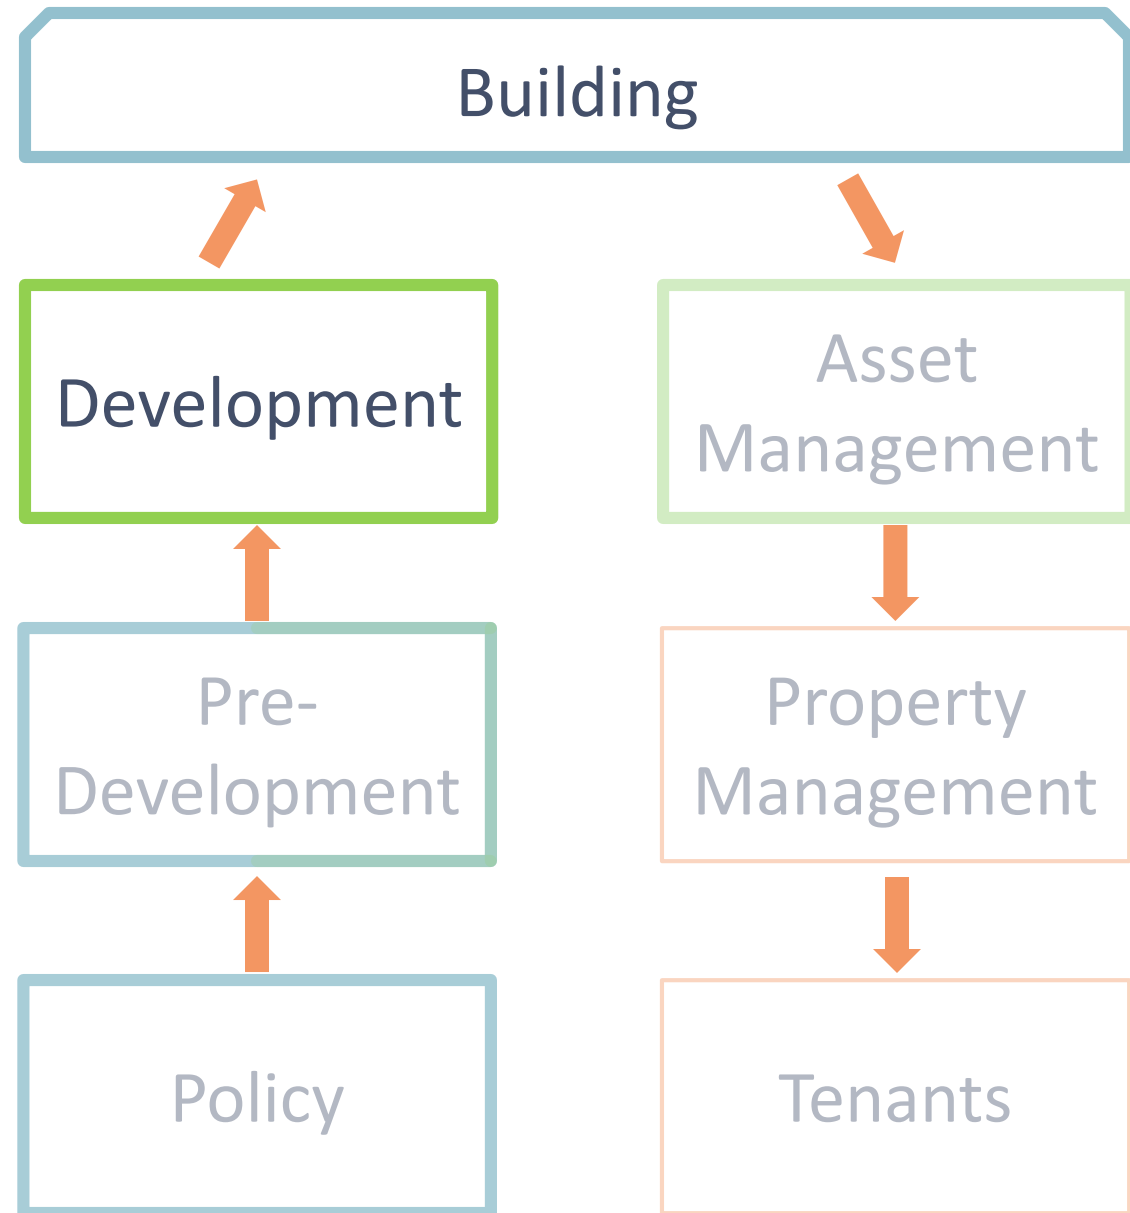 Building
Development
Asset
Management
Pre-
Development
Property
Management
Policy
Tenants